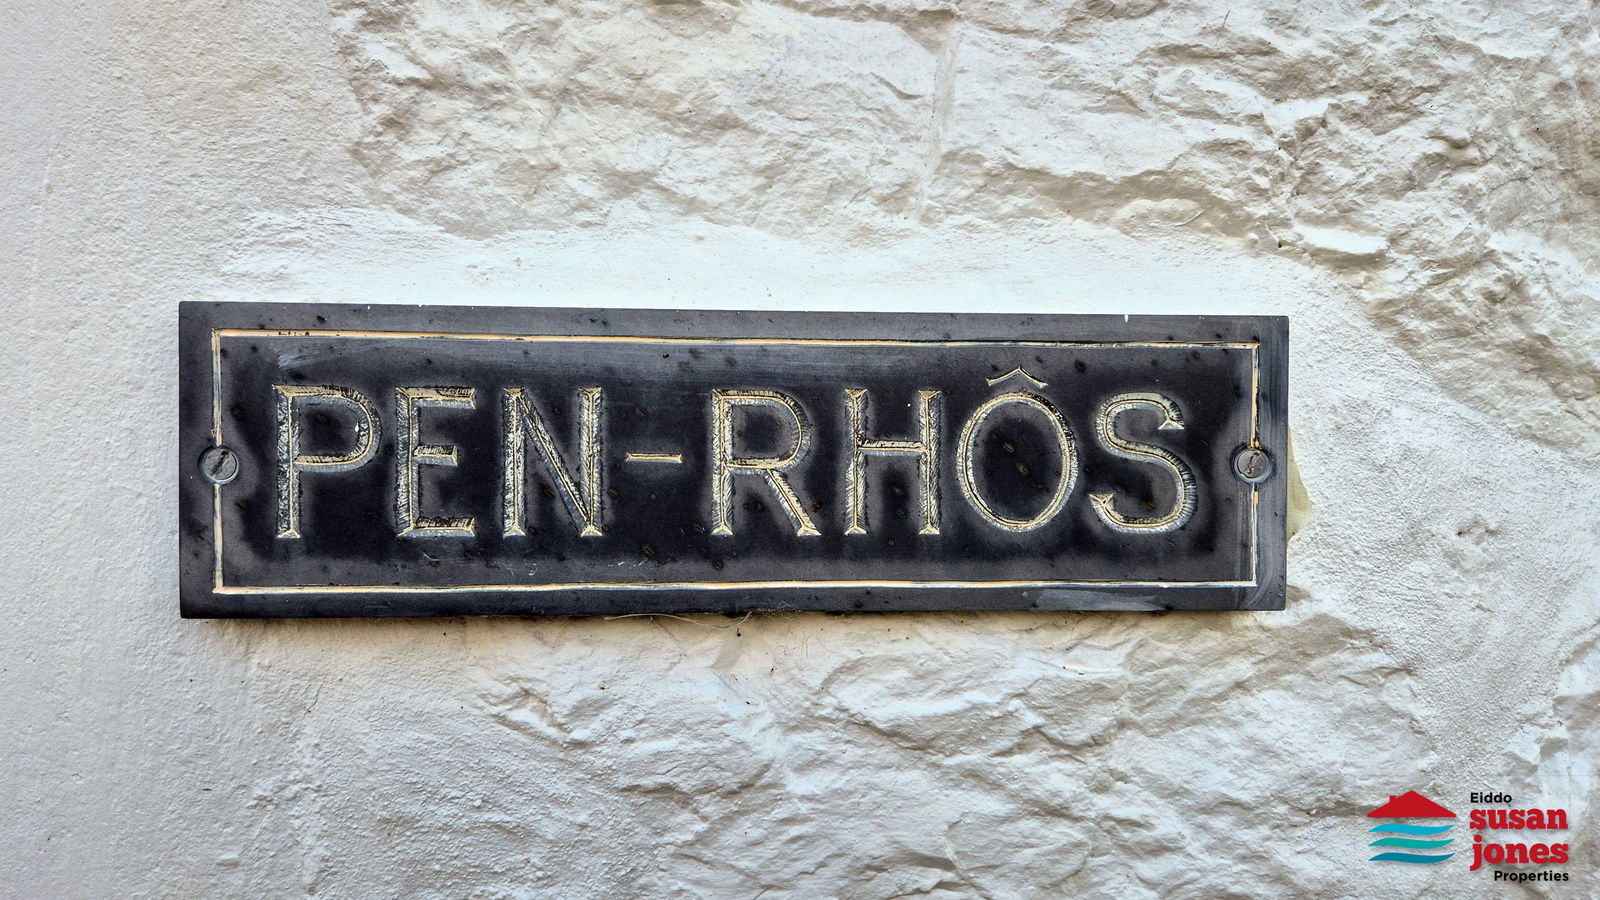 PEN-RHÔS
Eiddo
susan
jones
Properties